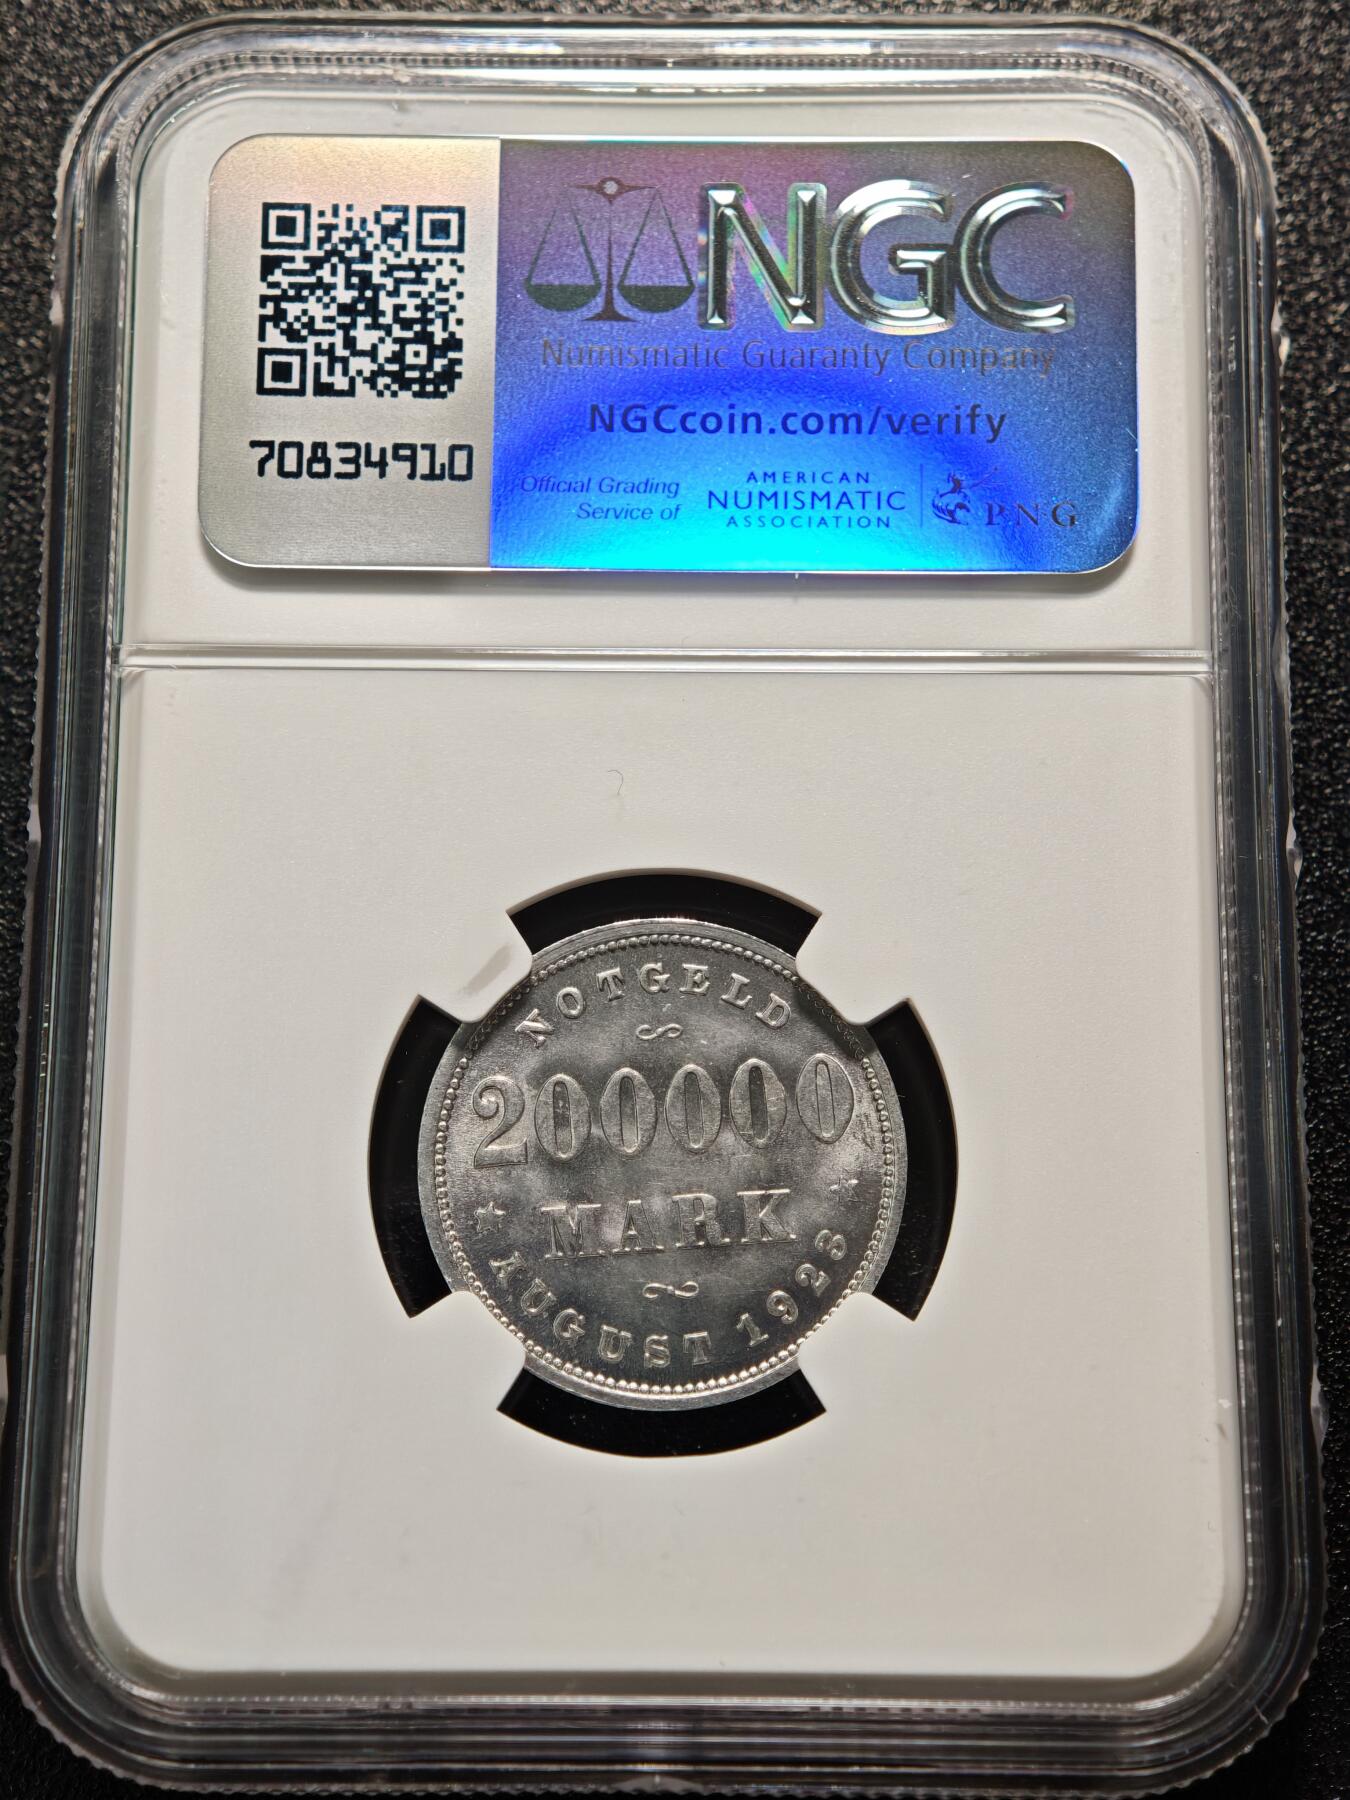 NGC
Numismatic Guaranty Company
NGCcoin.com/verify
70834910
Official Grading
Service of
AMERICAN
NUMISMATIC
ASSOCIATION
PNG
NOTGELD
200000
MARK
AUGUST 1923